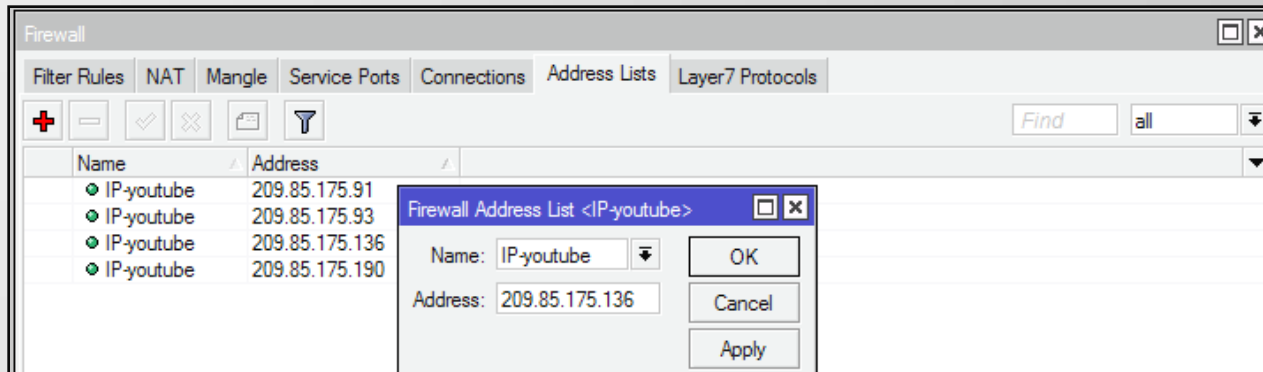 Firewall
Filter Rules NAT Mangle Service Ports Connections Address Lists Layer7 Protocols
Find all
Name Address
IP-youtube 209.85.175.91
IP-youtube 209.85.175.93
IP-youtube 209.85.175.136
IP-youtube 209.85.175.190
Firewall Address List <IP-youtube>
Name: IP-youtube OK
Address: 209.85.175.136 Cancel
Apply